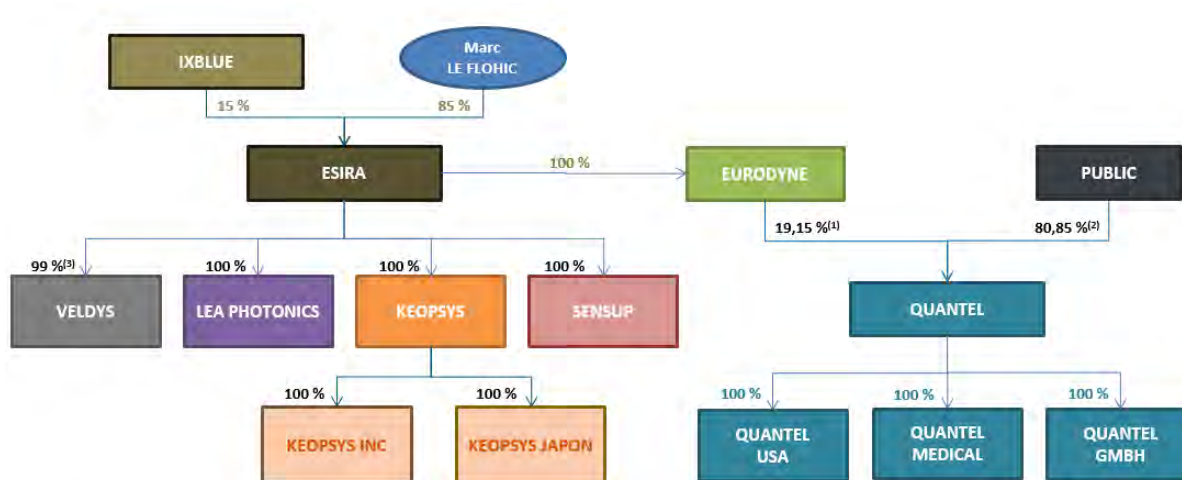 IXBLUE
Marc
LE FLOHIC
15 %
85 %
ESIRA
100 %
EURODYNE
PUBLIC
19,15 %(1)
80,85 %(2)
99 %(3)
100 %
100 %
100 %
VELDYS
LEA PHOTONICS
KEOPSYS
SENSUP
QUANTEL
100 %
100 %
100 %
100 %
100 %
KEOPSYS INC
KEOPSYS JAPON
QUANTEL
USA
QUANTEL
MEDICAL
QUANTEL
GMBH